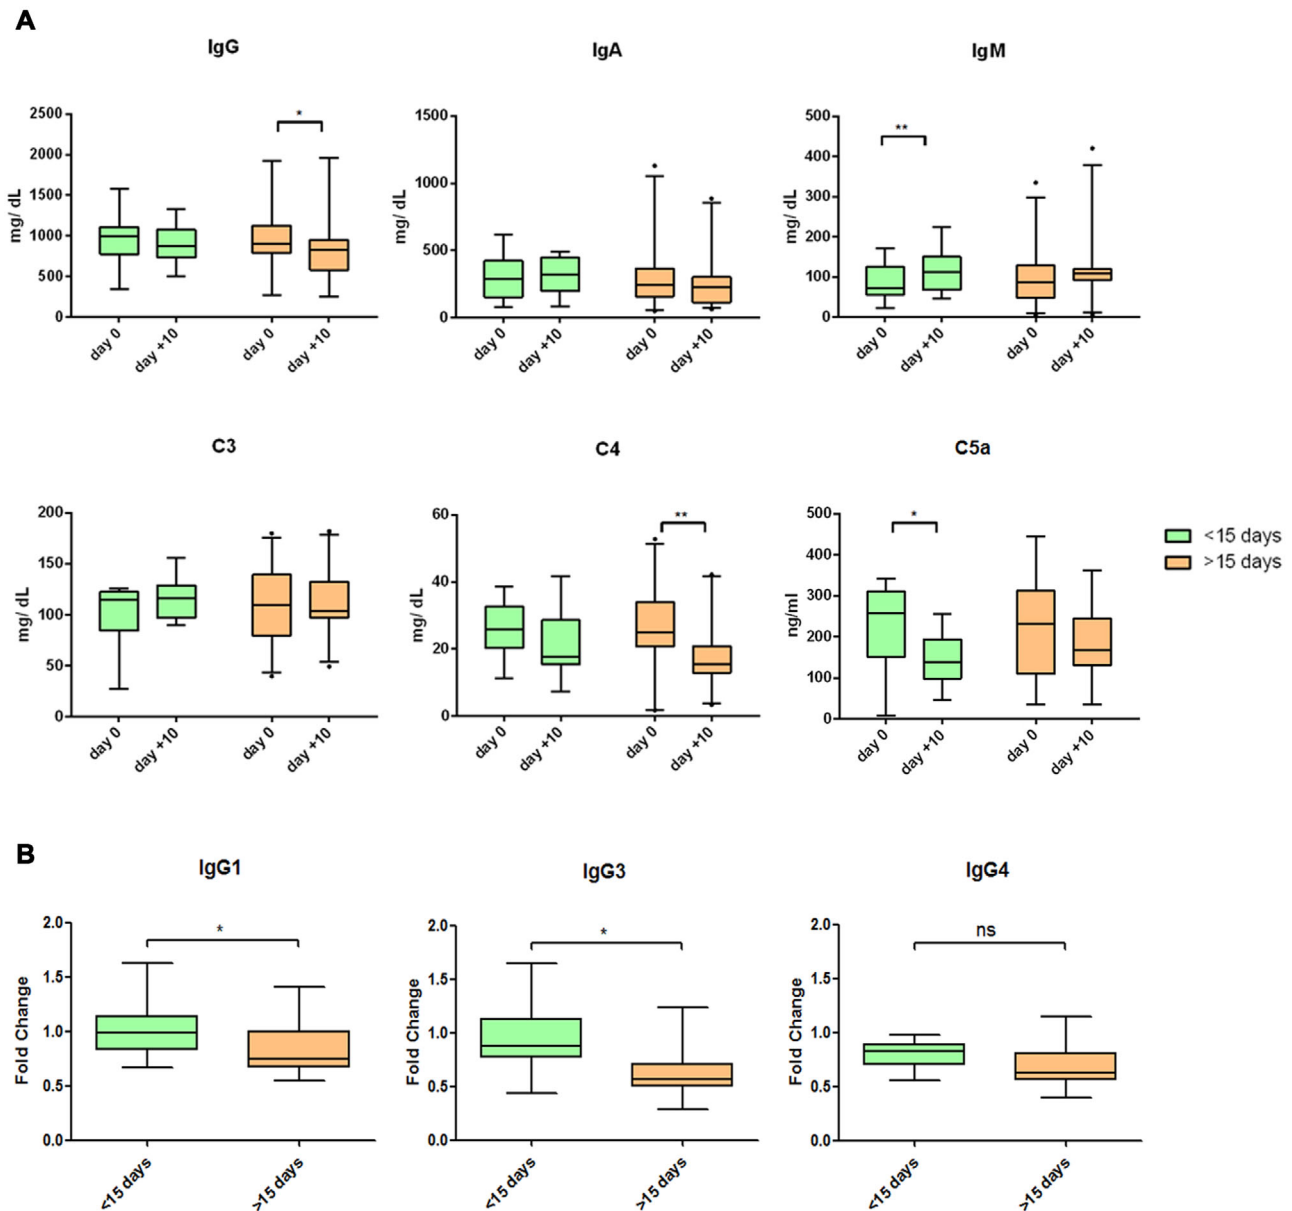 A
IgG
IgA
IgM
2500
2000
1500
1000
500
0
mg/ dL
*
day 0
day +10
day 0
day +10
1500
1000
500
0
mg/ dL
day 0
day +10
day 0
day +10
500
400
300
200
100
0
mg/ dL
**
day 0
day +10
day 0
day +10
C3
C4
C5a
200
150
100
50
0
mg/ dL
day 0
day +10
day 0
day +10
60
40
20
0
mg/ dL
**
day 0
day +10
day 0
day +10
500
400
300
200
100
0
ng/ml
*
day 0
day +10
day 0
day +10
<15 days
>15 days
B
IgG1
IgG3
IgG4
2.0
1.5
1.0
0.5
0.0
Fold Change
*
<15 days
>15 days
2.0
1.5
1.0
0.5
0.0
Fold Change
*
<15 days
>15 days
2.0
1.5
1.0
0.5
0.0
Fold Change
ns
<15 days
>15 days